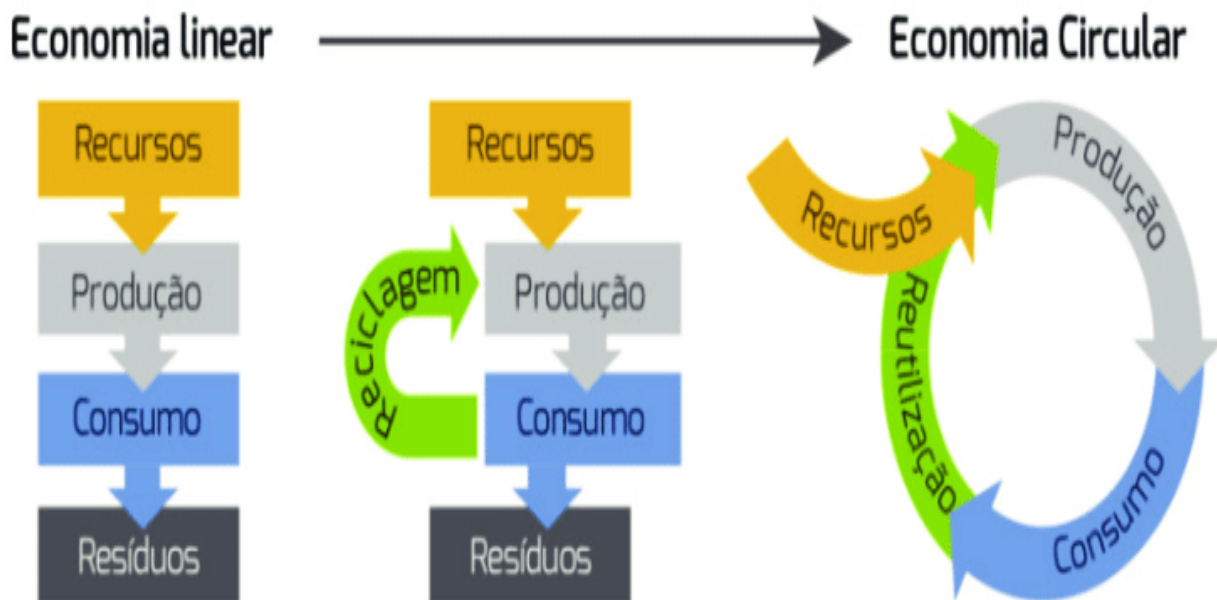 Economia linear
Economia Circular
Recursos
Produção
Consumo
Resíduos
Recursos
Reciclagem
Produção
Consumo
Resíduos
Recursos
Produção
Consumo
Reutilização